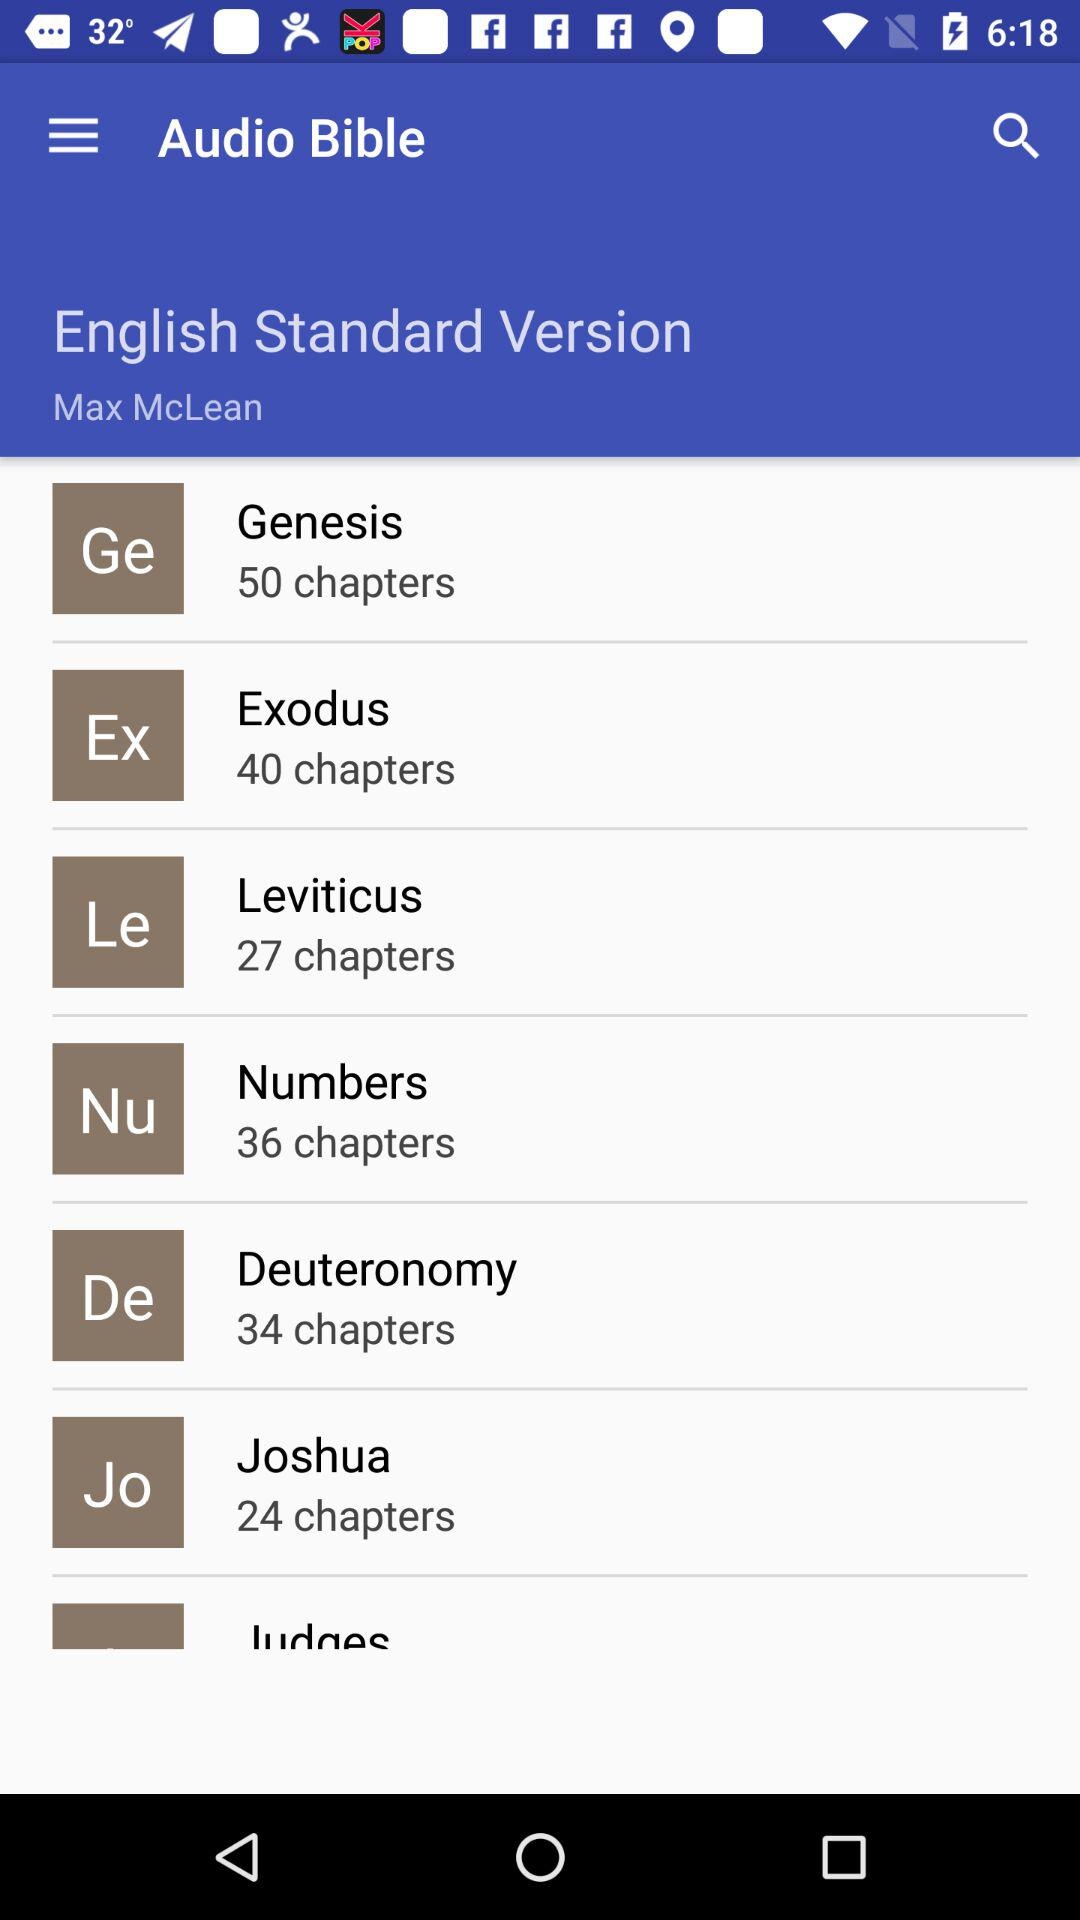 32° K POP 6:18
Audio Bible
English Standard Version
Max McLean
Ge Genesis
50 chapters
Ex Exodus
40 chapters
Le Leviticus
27 chapters
Nu Numbers
36 chapters
De Deuteronomy
34 chapters
Jo Joshua
24 chapters
Judges